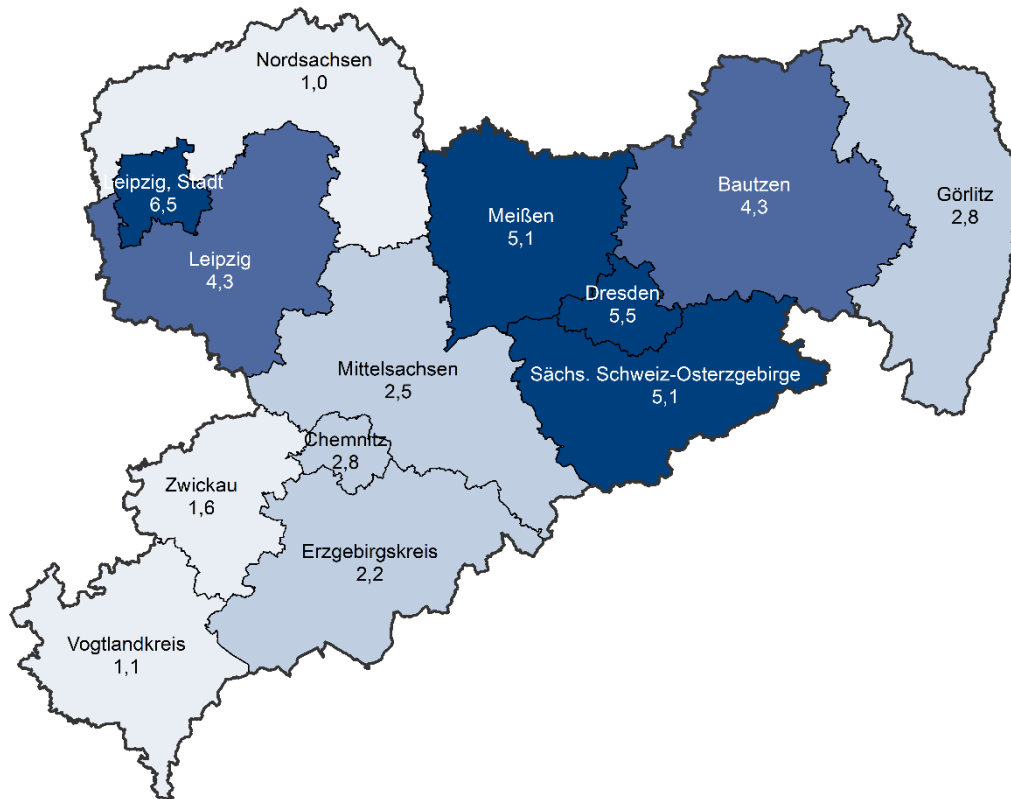 Nordsachsen
1,0
Leipzig, Stadt
6,5
Leipzig
4,3
Meißen
5,1
Bautzen
4,3
Görlitz
2,8
Dresden
5,5
Sächs. Schweiz-Osterzgebirge
5,1
Mittelsachsen
2,5
Chemnitz
2,8
Zwickau
1,6
Erzgebirgskreis
2,2
Vogtlandkreis
1,1